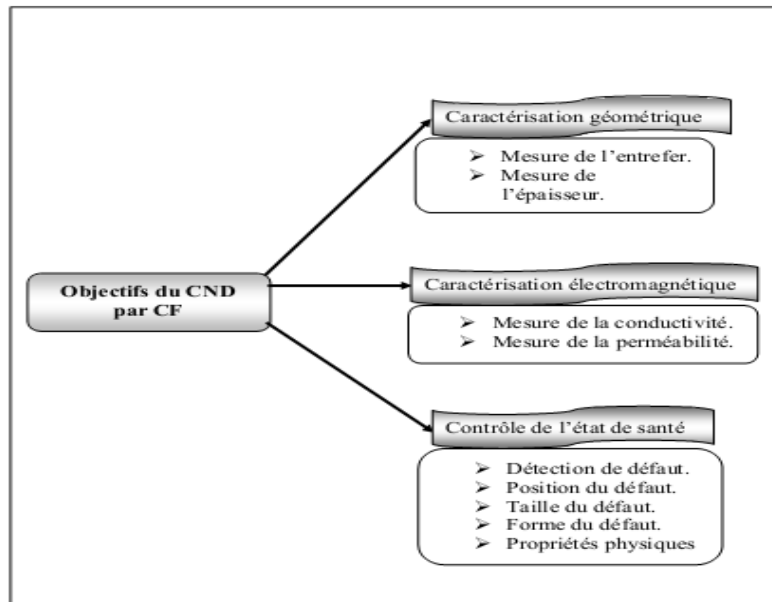 Objectifs du CND
par CF
Caractérisation géométrique
➤ Mesure de l'entrefer.
➤ Mesure de
l'épaisseur.
Caractérisation électromagnétique
➤ Mesure de la conductivité.
➤ Mesure de la perméabilité.
Contrôle de l'état de santé
➤ Détection de défaut.
➤ Position du défaut.
➤ Taille du défaut.
➤ Forme du défaut.
➤ Propriétés physiques